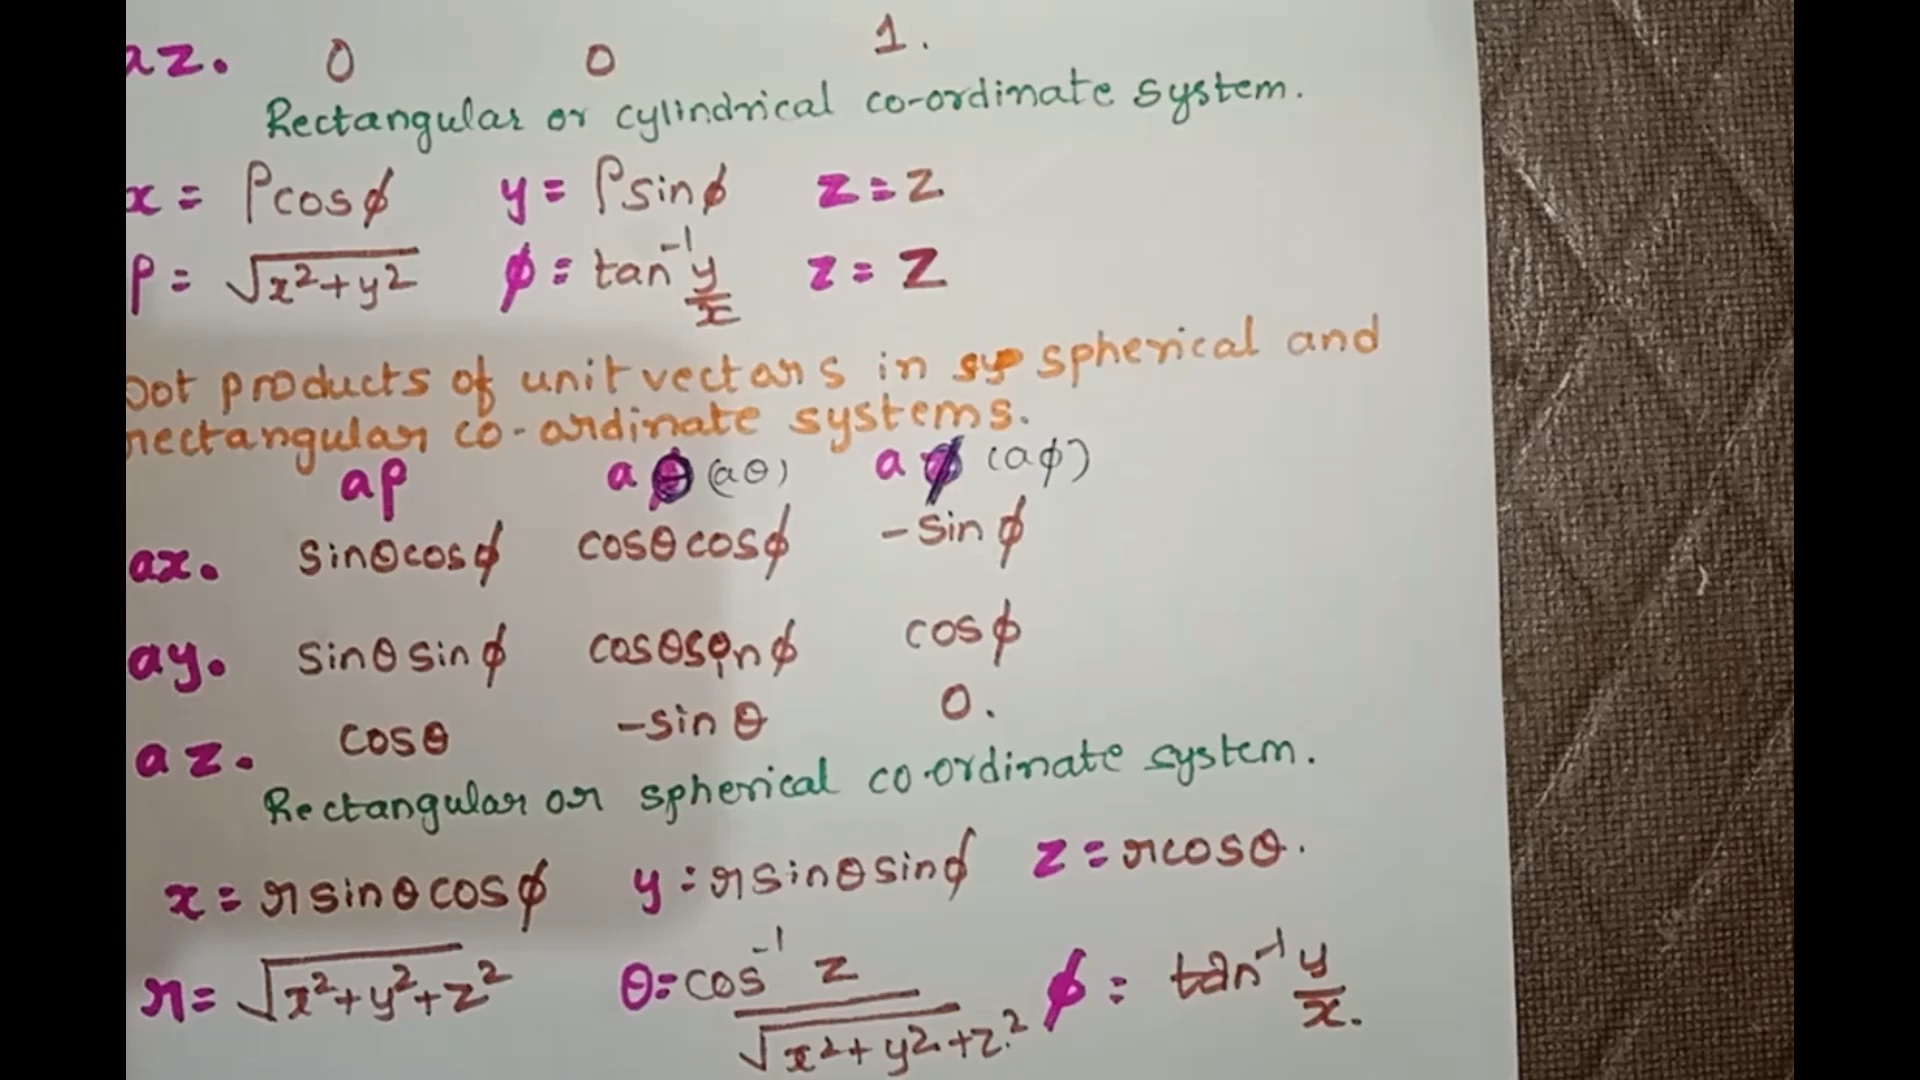 az. 0 0 1.
Rectangular or cylindrical co-ordinate system.
x = ρcosϕ y = ρsinϕ z = z
ρ = √x²+y² ϕ = tan⁻¹ y/x z = z
Dot products of unit vectors in sp spherical and
rectangular co-ordinate systems.
aρ aθ (aθ) aϕ (aϕ)
ax. sinθcosϕ cosθcosϕ -sinϕ
ay. sinθsinϕ cosθsinϕ cosϕ
az. cosθ -sinθ 0.
Rectangular or spherical co-ordinate system.
x = r sinθcosϕ y = r sinθsinϕ z = rcosθ.
r = √x²+y²+z² θ = cos⁻¹ z/√x²+y²+z² ϕ = tan⁻¹ y/x.